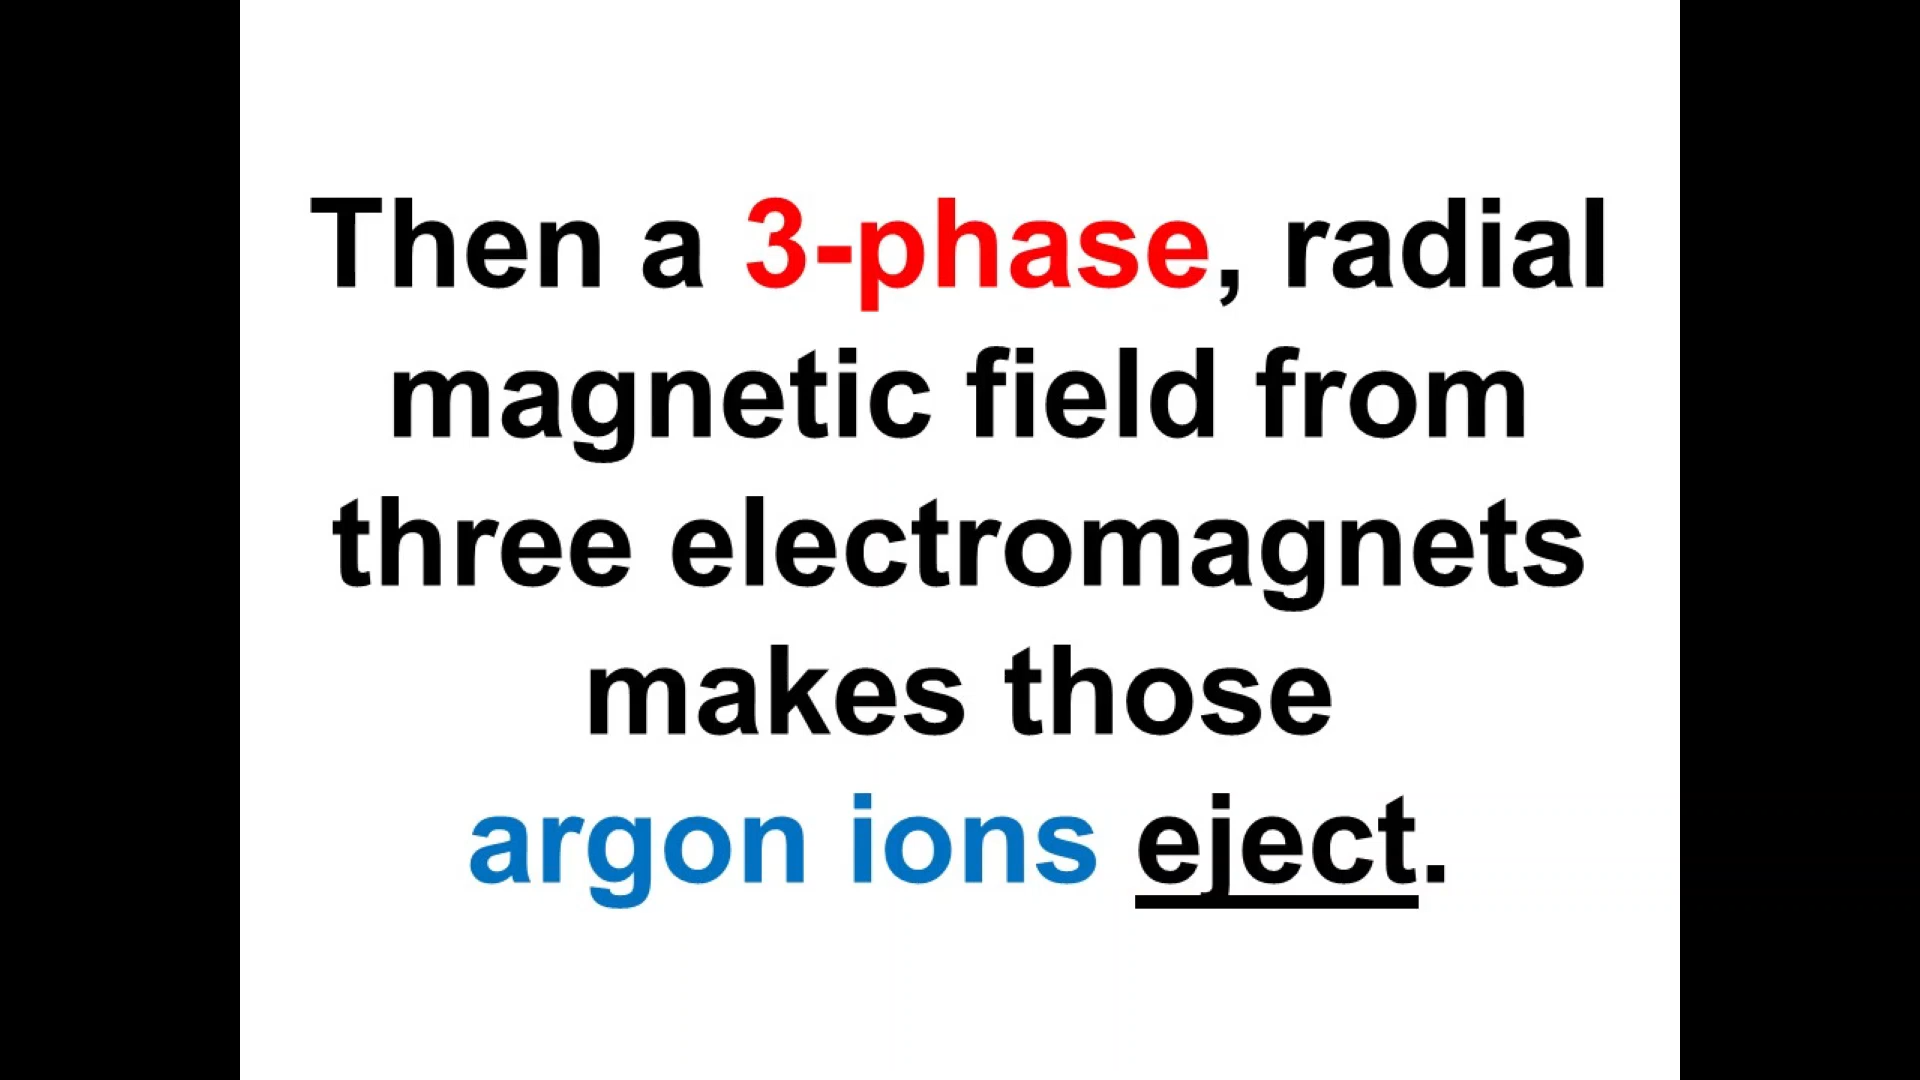 Then a 3-phase, radial
magnetic field from
three electromagnets
makes those
argon ions eject.